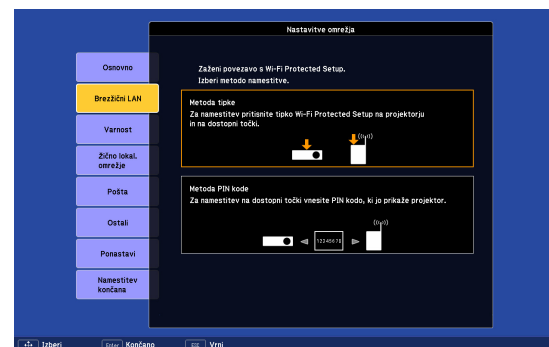 Nastavitve omrežja
Osnovno
Brezžični LAN
Varnost
Žično lokal.
omrežje
Pošta
Ostali
Ponastavi
Namestitev
končana
Zaženi povezavo s Wi-Fi Protected Setup.
Izberi metodo namestitve.
Metoda tipke
Za namestitev pritisnite tipko Wi-Fi Protected Setup na projektorju
in na dostopni točki.
Metoda PIN kode
Za namestitev na dostopni točki vnesite PIN kodo, ki jo prikaže projektor.
12345678
Izberi
Enter Končano
Esc Vrni